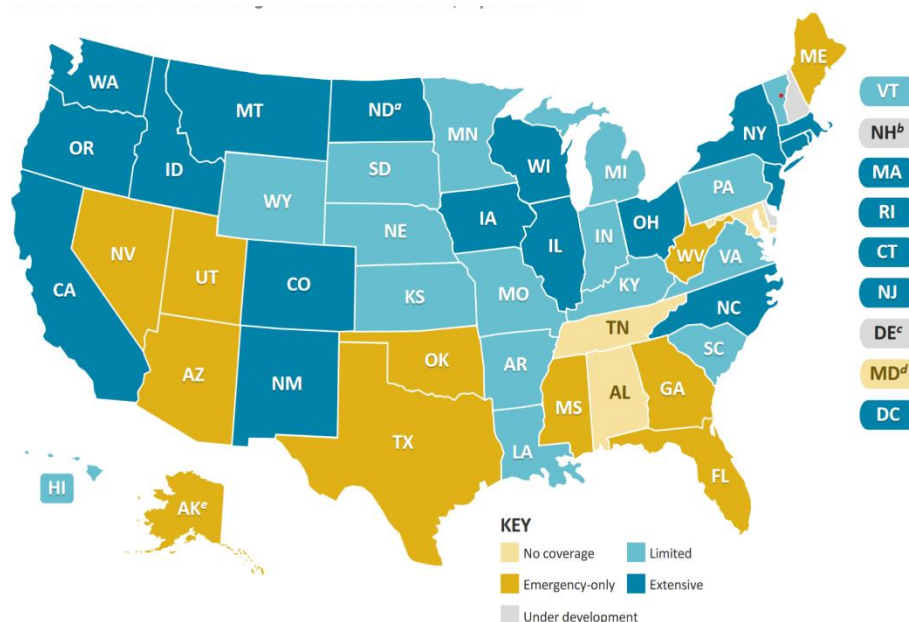 WA
MT
ND^a
MN
ME
VT
OR
ID
WY
SD
WI
MI
NY
NH^b
MA
NV
UT
CO
NE
IA
IL
IN
OH
PA
RI
CA
KS
MO
KY
WV
VA
CT
NJ
AZ
NM
OK
AR
TN
NC
SC
DE^c
MD^d
TX
LA
MS
AL
GA
FL
DC
HI
AK^e
KEY
No coverage
Limited
Emergency-only
Extensive
Under development